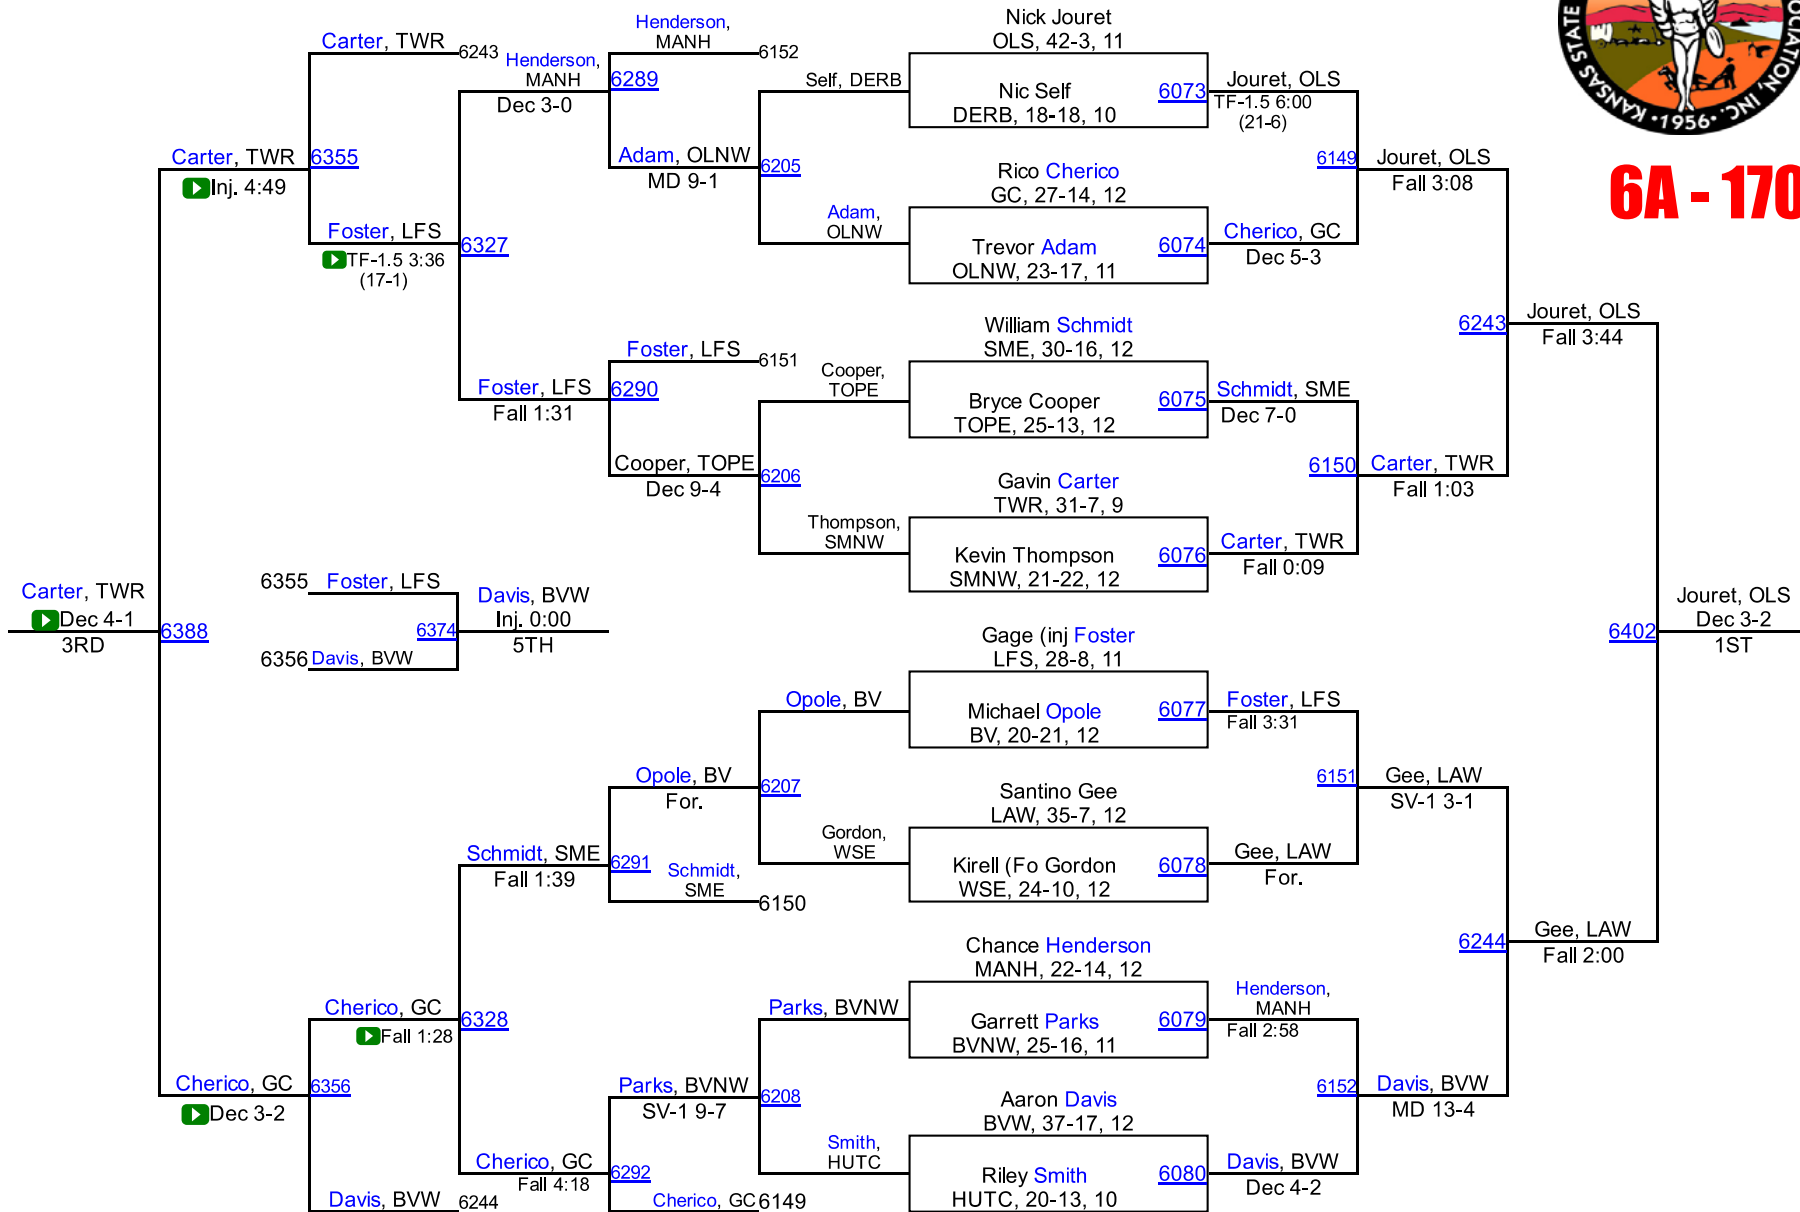 KANSAS STATE
OCIATION, INC.
•1956•
6A - 170
Carter, TWR
6243
Henderson,
MANH
Dec 3-0
Henderson,
MANH
6152
6289
Carter, TWR
Inj. 4:49
6355
Adam, OLNW
MD 9-1
6205
Foster, LFS
TF-1.5 3:36
(17-1)
6327
Foster, LFS
6151
Foster, LFS
Fall 1:31
6290
Cooper, TOPE
Dec 9-4
6206
Self, DERB
Adam,
OLNW
Cooper,
TOPE
Thompson,
SMNW
Nick Jouret
OLS, 42-3, 11
Nic Self
DERB, 18-18, 10
6073
Jouret, OLS
TF-1.5 6:00
(21-6)
Rico Cherico
GC, 27-14, 12
Trevor Adam
OLNW, 23-17, 11
6074
Cherico, GC
Dec 5-3
6149
Jouret, OLS
Fall 3:08
William Schmidt
SME, 30-16, 12
Bryce Cooper
TOPE, 25-13, 12
6075
Schmidt, SME
Dec 7-0
Gavin Carter
TWR, 31-7, 9
Kevin Thompson
SMNW, 21-22, 12
6076
Carter, TWR
Fall 0:09
6150
Carter, TWR
Fall 1:03
6243
Jouret, OLS
Fall 3:44
Carter, TWR
Dec 4-1
3RD
6388
6355 Foster, LFS
6356 Davis, BVW
6374
Davis, BVW
Inj. 0:00
5TH
6402
Jouret, OLS
Dec 3-2
1ST
Opole, BV
Gordon,
WSE
Opole, BV
For.
6207
Schmidt, SME
Fall 1:39
6291
Schmidt,
SME
6150
Gage (inj Foster
LFS, 28-8, 11
Michael Opole
BV, 20-21, 12
6077
Foster, LFS
Fall 3:31
Santino Gee
LAW, 35-7, 12
Kirell (Fo Gordon
WSE, 24-10, 12
6078
Gee, LAW
For.
6151
Gee, LAW
SV-1 3-1
6244
Gee, LAW
Fall 2:00
Cherico, GC
Fall 1:28
6328
Cherico, GC
Dec 3-2
6356
Davis, BVW
6244
Cherico, GC
Fall 4:18
6292
Parks, BVNW
SV-1 9-7
6208
Cherico, GC
6149
Parks, BVNW
Smith,
HUTC
Chance Henderson
MANH, 22-14, 12
Garrett Parks
BVNW, 25-16, 11
6079
Henderson,
MANH
Fall 2:58
Aaron Davis
BVW, 37-17, 12
Riley Smith
HUTC, 20-13, 10
6080
Davis, BVW
Dec 4-2
6152
Davis, BVW
MD 13-4